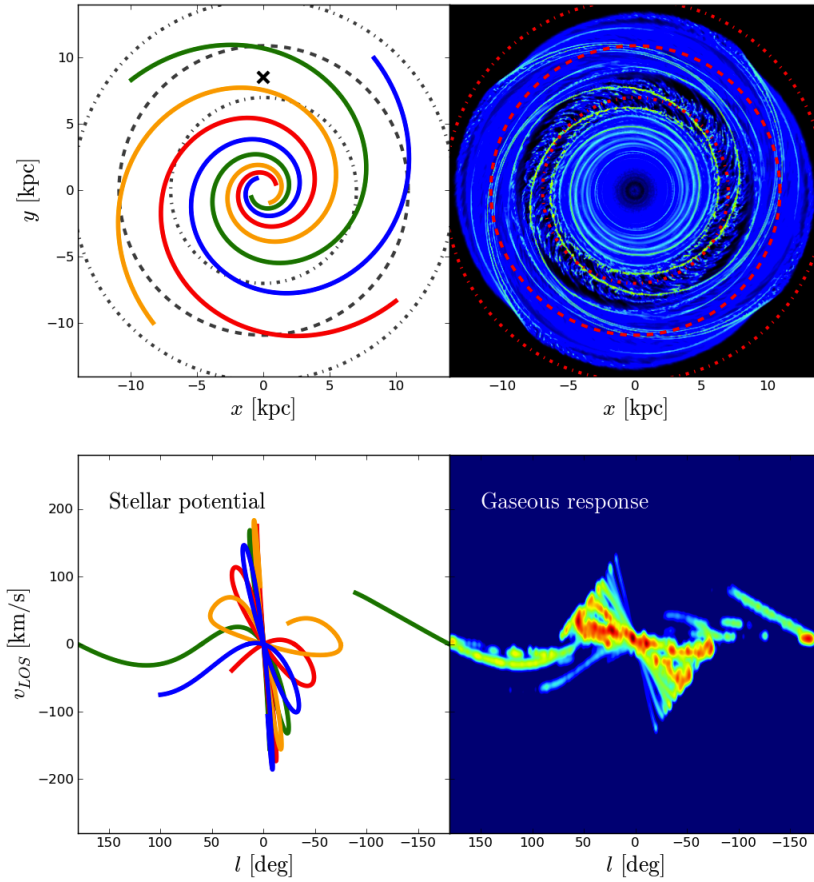 10
5
0
−5
−10
y [kpc]
−10 −5 0 5 10
x [kpc]
−10 −5 0 5 10
x [kpc]
Stellar potential
Gaseous response
200
100
0
−100
−200
v_LOS [km/s]
150 100 50 0 −50 −100 −150
l [deg]
150 100 50 0 −50 −100 −150
l [deg]